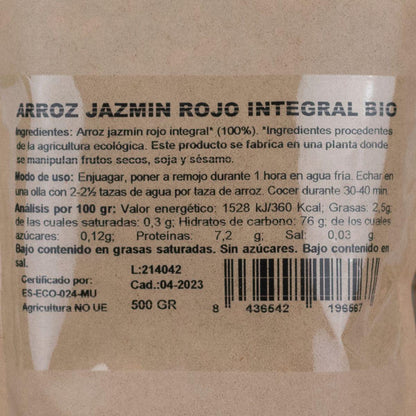 ARROZ JAZMIN ROJO INTEGRAL BIO
Ingredientes: Arroz jazmín rojo integral* (100%). *Ingredientes procedentes
de la agricultura ecológica. Este producto se fabrica en una planta donde
se manipulan frutos secos, soja y sésamo.
Modo de uso: Enjuagar, poner a remojo durante 1 hora en agua fría. Echar en
una olla con 2-2½ tazas de agua por taza de arroz. Cocer durante 30-40 min.
Análisis por 100 gr: Valor energético: 1528 kJ/360 Kcal; Grasas: 2,5g;
de las cuales saturadas: 0,3 g; Hidratos de carbono: 76 g; de los cuales
azúcares: 0,12g; Proteínas: 7,2 g; Sal: 0,03 g.
Bajo contenido en grasas saturadas. Sin azúcares. Bajo contenido en
sal.
L:214042
Certificado por:
ES-ECO-024-MU
Cad.:04-2023
Agricultura NO UE
500 GR
8 436542 196567